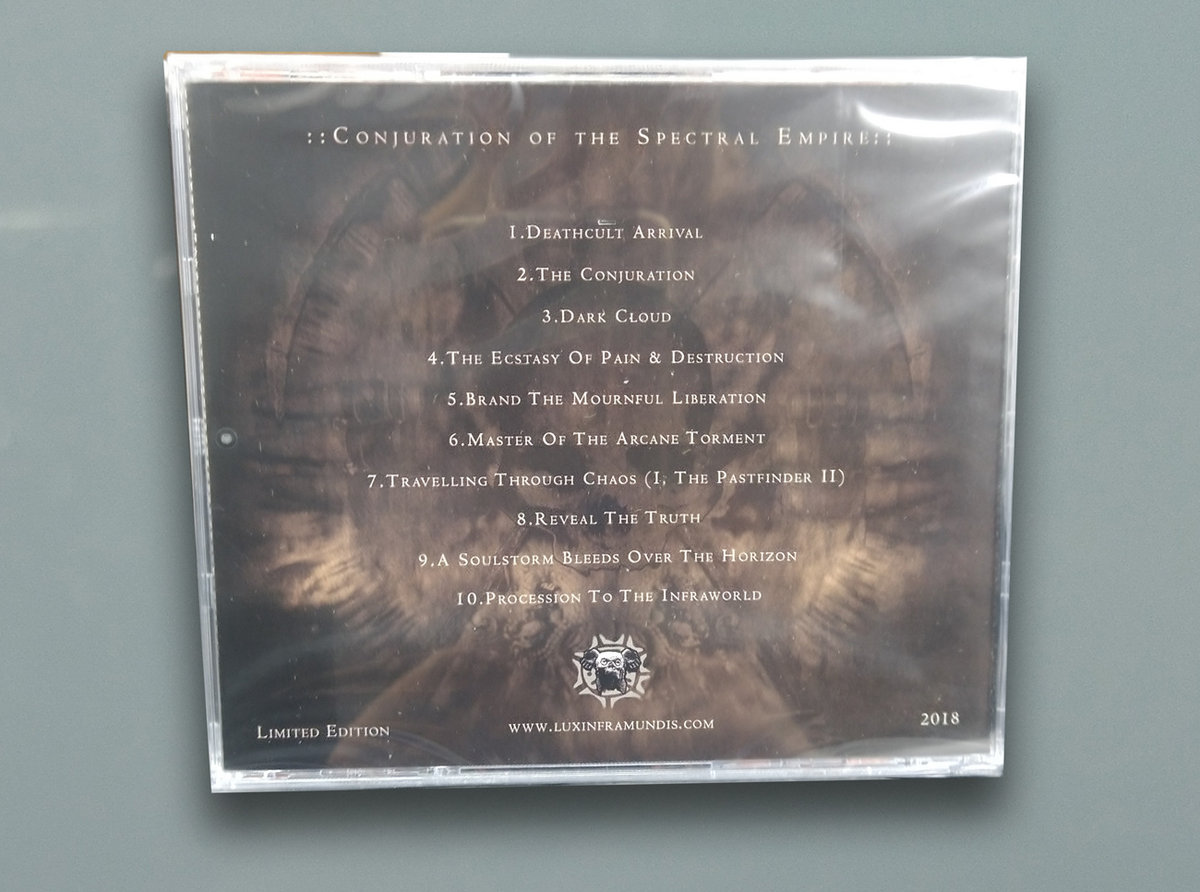 ::Conjuration of the Spectral Empire::
1.Deathcult Arrival
2.The Conjuration
3.Dark Cloud
4.The Ecstasy Of Pain & Destruction
5.Brand The Mournful Liberation
6.Master Of The Arcane Torment
7.Travelling Through Chaos (I, The Pastfinder II)
8.Reveal The Truth
9.A Soulstorm Bleeds Over The Horizon
10.Procession To The Infraworld
Limited Edition
www.luxinframundis.com
2018